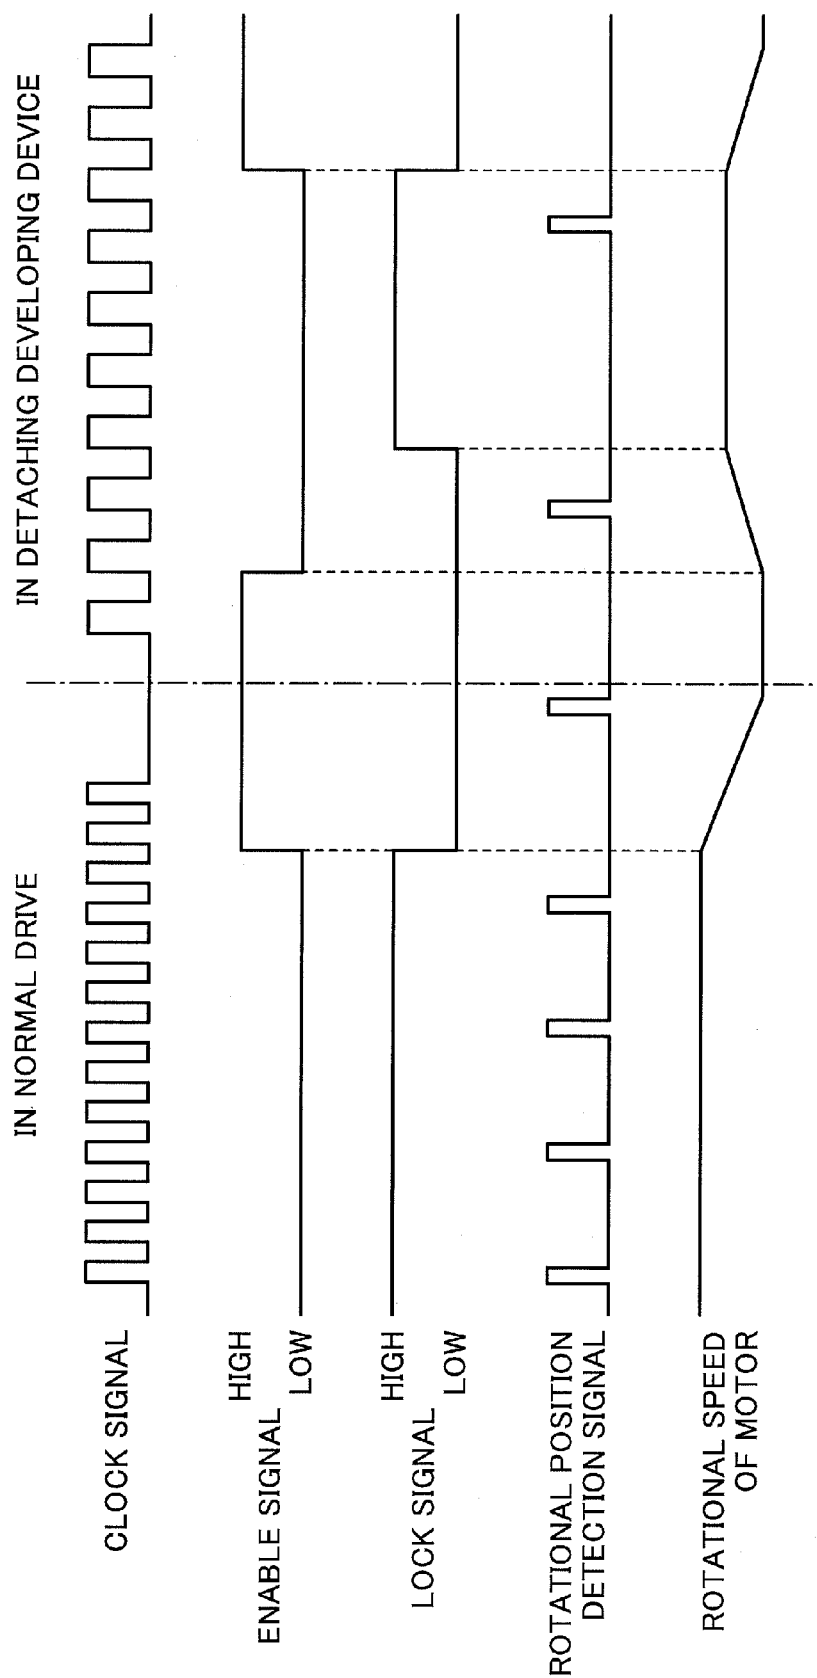 IN NORMAL DRIVE
IN DETACHING DEVELOPING DEVICE
CLOCK SIGNAL
ENABLE SIGNAL
HIGH
LOW
LOCK SIGNAL
HIGH
LOW
ROTATIONAL POSITION
DETECTION SIGNAL
ROTATIONAL SPEED
OF MOTOR